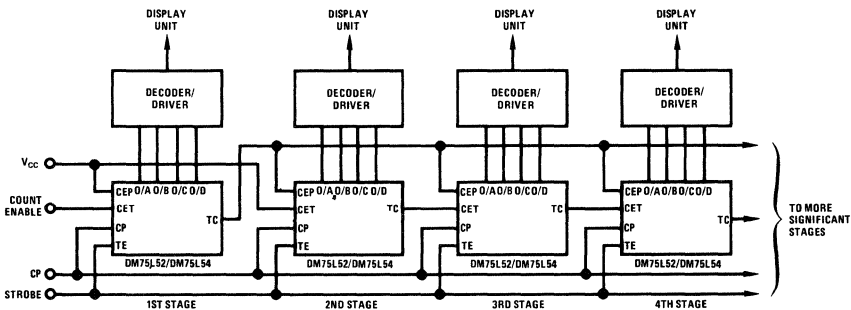 DISPLAY
UNIT
DISPLAY
UNIT
DISPLAY
UNIT
DISPLAY
UNIT
DECODER/
DRIVER
DECODER/
DRIVER
DECODER/
DRIVER
DECODER/
DRIVER
VCC
COUNT
ENABLE
CP
STROBE
CEP O/A O/B O/C O/D
CET
CP
TE
TC
DM75L52/DM75L54
1ST STAGE
CEP O/A O/B O/C O/D
CET
CP
TE
TC
DM75L52/DM75L54
2ND STAGE
CEP O/A O/B O/C O/D
CET
CP
TE
TC
DM75L52/DM75L54
3RD STAGE
CEP O/A O/B O/C O/D
CET
CP
TE
TC
DM75L52/DM75L54
4TH STAGE
TO MORE
SIGNIFICANT
STAGES